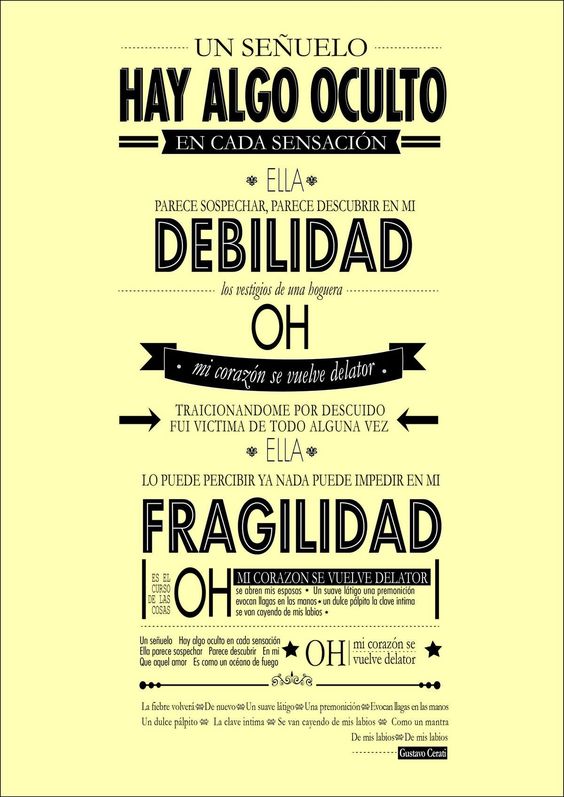 UN SEÑUELO
HAY ALGO OCULTO
EN CADA SENSACIÓN
ELLA
PARECE SOSPECHAR, PARECE DESCUBRIR EN MI
DEBILIDAD
los vestigios de una hoguera
OH
mi corazón se vuelve delator
TRAICIONANDOME POR DESCUIDO
FUI VICTIMA DE TODO ALGUNA VEZ
ELLA
LO PUEDE PERCIBIR YA NADA PUEDE IMPEDIR EN MI
FRAGILIDAD
ES EL
CURSO
DE LAS
COSAS
OH
MI CORAZON SE VUELVE DELATOR
se abren mis esposas • Un suave látigo una premonición
evocan llagas en las manos • un dulce pálpito la clave intima
se van cayendo de mis labios •
Un señuelo Hay algo oculto en cada sensación
Ella parece sospechar Parece descubrir En mi
Que aquel amor Es como un océano de fuego
OH
mi corazón se
vuelve delator
La fiebre volverá De nuevo Un suave látigo Una premonición Evocan llagas en las manos
Un dulce pálpito La clave intima Se van cayendo de mis labios Como un mantra
De mis labios De mis labios
Gustavo Cerati